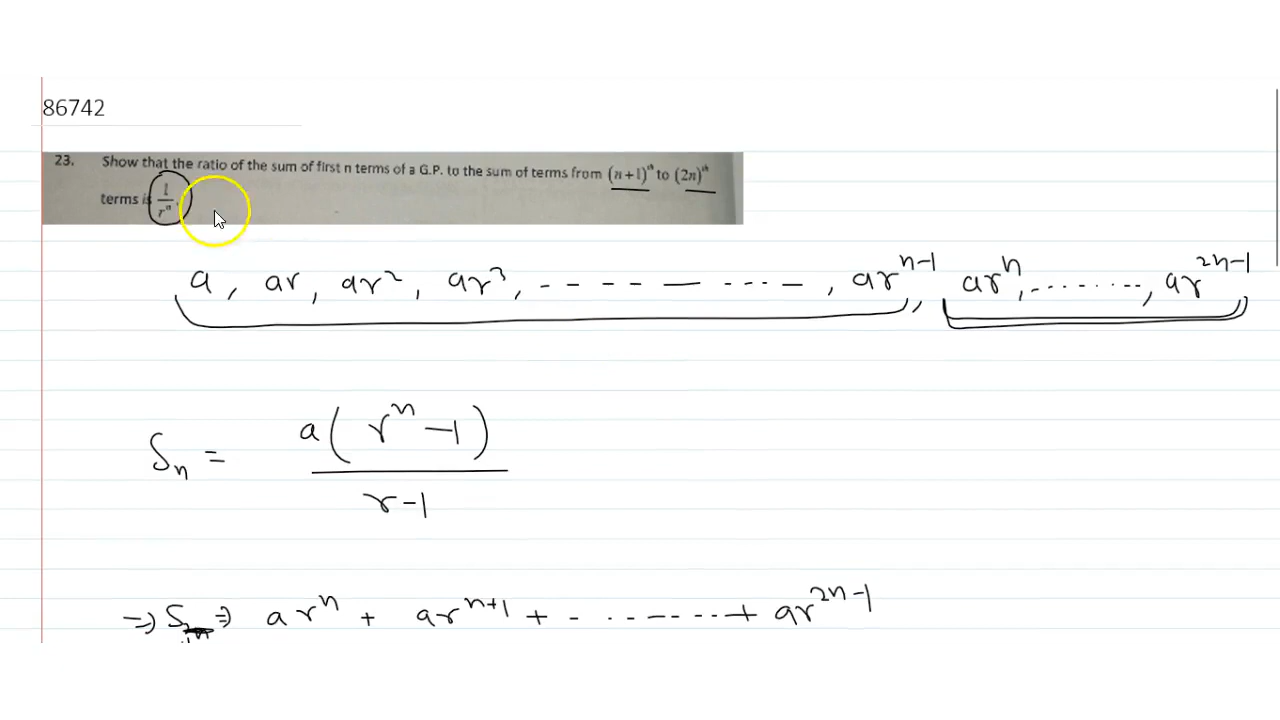 86742
23. Show that the ratio of the sum of first n terms of a G.P. to the sum of terms from (n+1)^th to (2n)^th
terms is 1/r^n.
a, ar, ar², ar³, ---- — ----, ar^n-1, ar^n, ........, ar^2n-1
S_n = a(r^n -1) / r-1
=> S => ar^n + ar^n+1 + - ..----..+ ar^2n-1